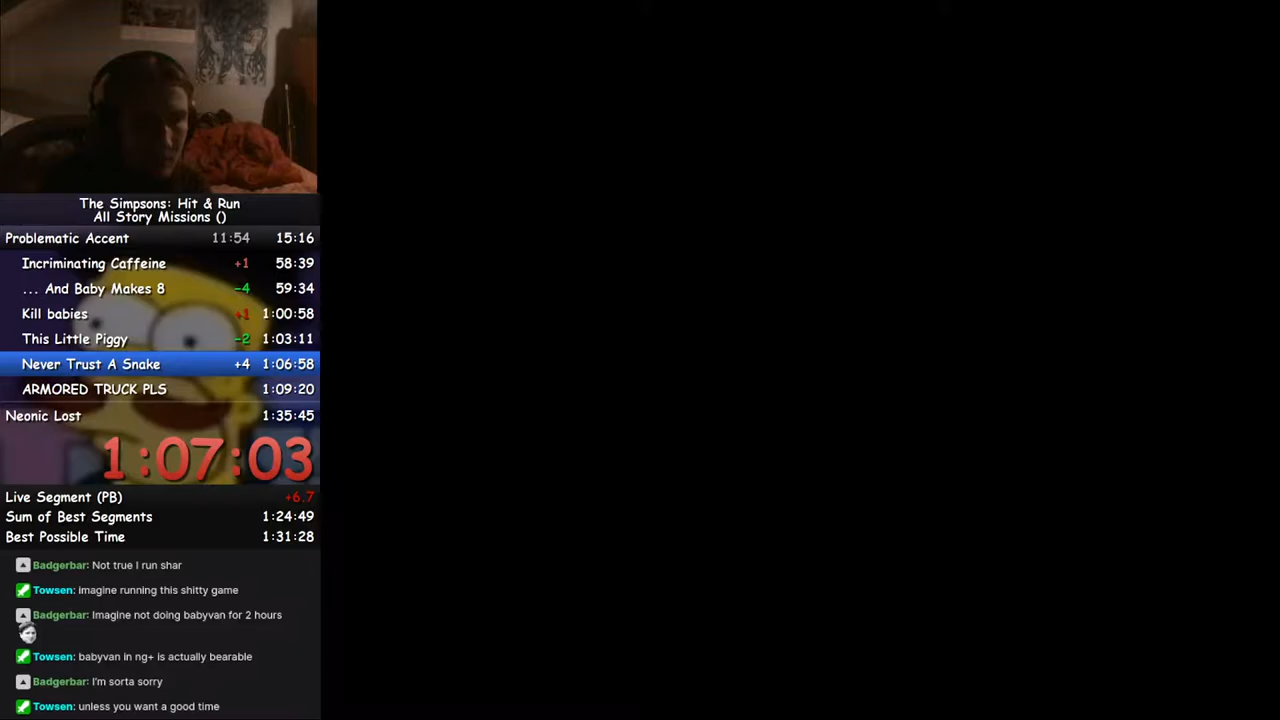 The Simpsons: Hit & Run
All Story Missions ()
Problematic Accent 11:54 15:16
Incriminating Caffeine +1 58:39
... And Baby Makes 8 -4 59:34
Kill babies +1 1:00:58
This Little Piggy -2 1:03:11
Never Trust A Snake +4 1:06:58
ARMORED TRUCK PLS 1:09:20
Neonic Lost 1:35:45
1:07:03
Live Segment (PB) +6.7
Sum of Best Segments 1:24:49
Best Possible Time 1:31:28
Badgerbar: Not true I run shar
Towsen: imagine running this shitty game
Badgerbar: Imagine not doing babyvan for 2 hours
Towsen: babyvan in ng+ is actually bearable
Badgerbar: I'm sorta sorry
Towsen: unless you want a good time